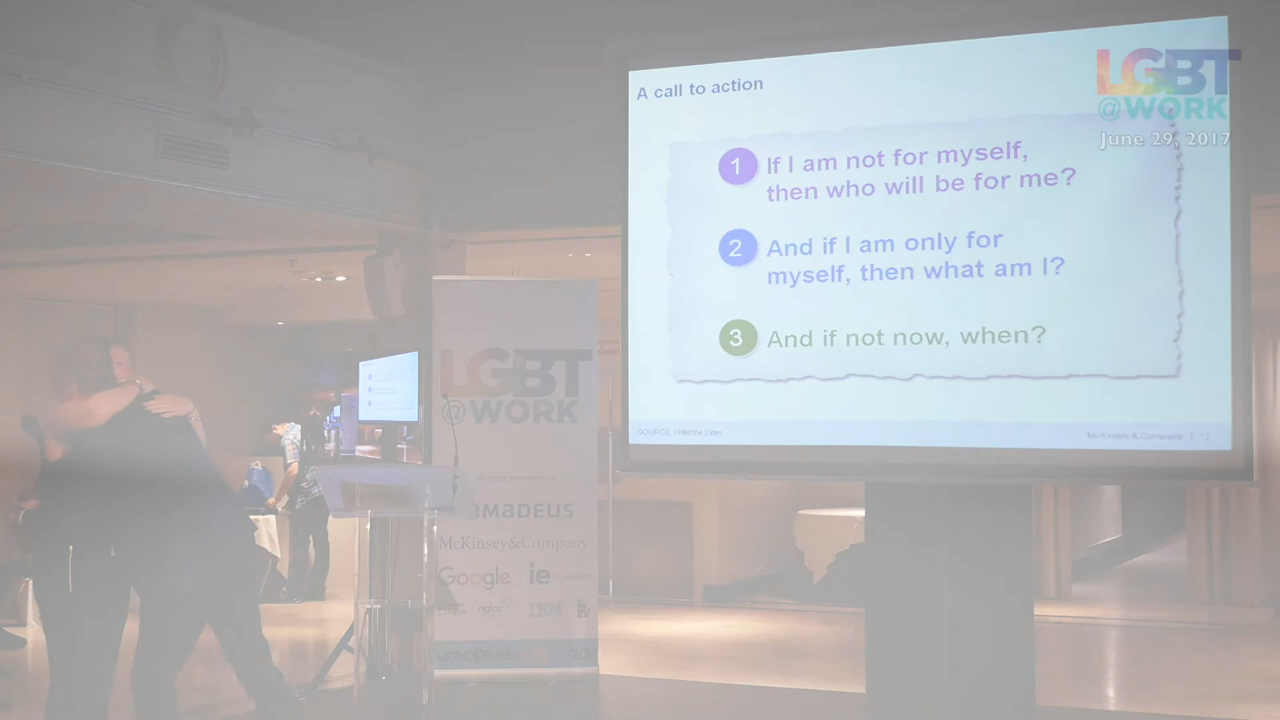 A call to action
1 If I am not for myself,
then who will be for me?
2 And if I am only for
myself, then what am I?
3 And if not now, when?
SOURCE: Hillel the Elder
McKinsey & Company | 13
LGBT
@WORK
June 29, 2017
LGBT
@WORK
amadeus
McKinsey&Company
Google ie
nglcc IBM